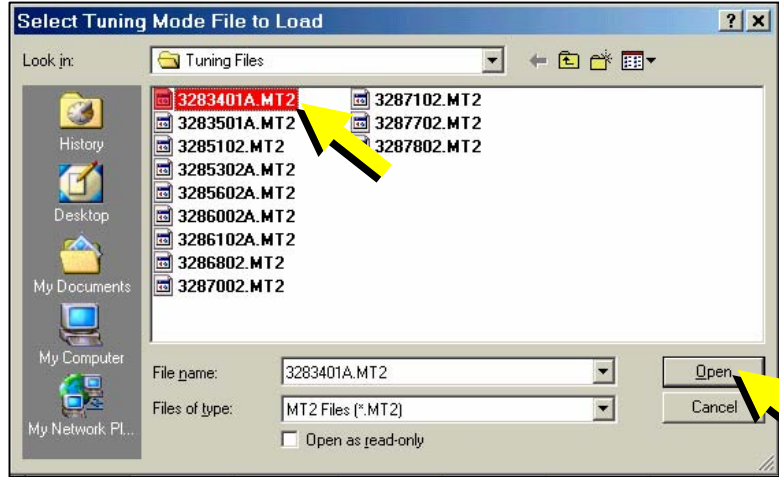 Select Tuning Mode File to Load
Look in:
Tuning Files
History
Desktop
My Documents
My Computer
My Network Pl...
3283401A.MT2
3283501A.MT2
3285102.MT2
3285302A.MT2
3285602A.MT2
3286002A.MT2
3286102A.MT2
3286802.MT2
3287002.MT2
3287102.MT2
3287702.MT2
3287802.MT2
File name:
3283401A.MT2
Open
Files of type:
MT2 Files (*.MT2)
Cancel
Open as read-only